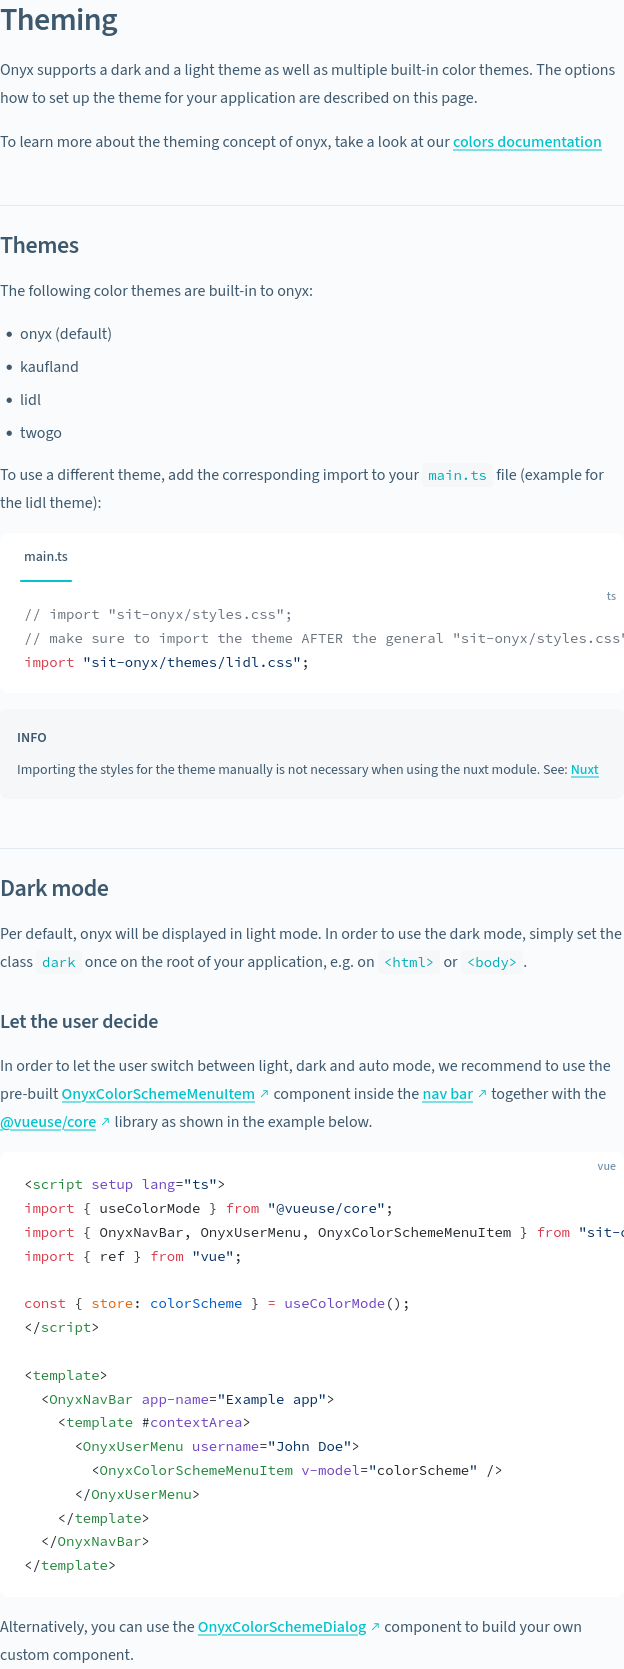 Theming
Onyx supports a dark and a light theme as well as multiple built-in color themes. The options
how to set up the theme for your application are described on this page.
To learn more about the theming concept of onyx, take a look at our colors documentation
Themes
The following color themes are built-in to onyx:
• onyx (default)
• kaufland
• lidl
• twogo
To use a different theme, add the corresponding import to your main.ts file (example for
the lidl theme):
main.ts
ts
// import "sit-onyx/styles.css";
// make sure to import the theme AFTER the general "sit-onyx/styles.css"
import "sit-onyx/themes/lidl.css";
INFO
Importing the styles for the theme manually is not necessary when using the nuxt module. See: Nuxt
Dark mode
Per default, onyx will be displayed in light mode. In order to use the dark mode, simply set the
class dark once on the root of your application, e.g. on <html> or <body> .
Let the user decide
In order to let the user switch between light, dark and auto mode, we recommend to use the
pre-built OnyxColorSchemeMenuItem ↗ component inside the nav bar ↗ together with the
@vueuse/core ↗ library as shown in the example below.
vue
<script setup lang="ts">
import { useColorMode } from "@vueuse/core";
import { OnyxNavBar, OnyxUserMenu, OnyxColorSchemeMenuItem } from "sit-
import { ref } from "vue";
const { store: colorScheme } = useColorMode();
</script>
<template>
  <OnyxNavBar app-name="Example app">
    <template #contextArea>
      <OnyxUserMenu username="John Doe">
        <OnyxColorSchemeMenuItem v-model="colorScheme" />
      </OnyxUserMenu>
    </template>
  </OnyxNavBar>
</template>
Alternatively, you can use the OnyxColorSchemeDialog ↗ component to build your own
custom component.